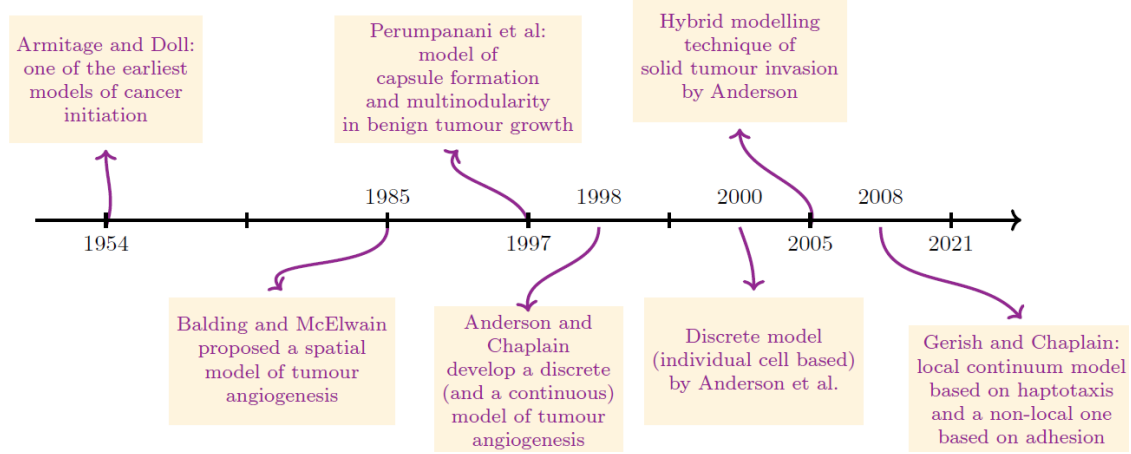 Armitage and Doll:
one of the earliest
models of cancer
initiation
Perumpanani et al:
model of
capsule formation
and multinodularity
in benign tumour growth
Hybrid modelling
technique of
solid tumour invasion
by Anderson
1985
1998
2000
2008
1954
1997
2005
2021
Balding and McElwain
proposed a spatial
model of tumour
angiogenesis
Anderson and
Chaplain
develop a discrete
(and a continuous)
model of tumour
angiogenesis
Discrete model
(individual cell based)
by Anderson et al.
Gerish and Chaplain:
local continuum model
based on haptotaxis
and a non-local one
based on adhesion